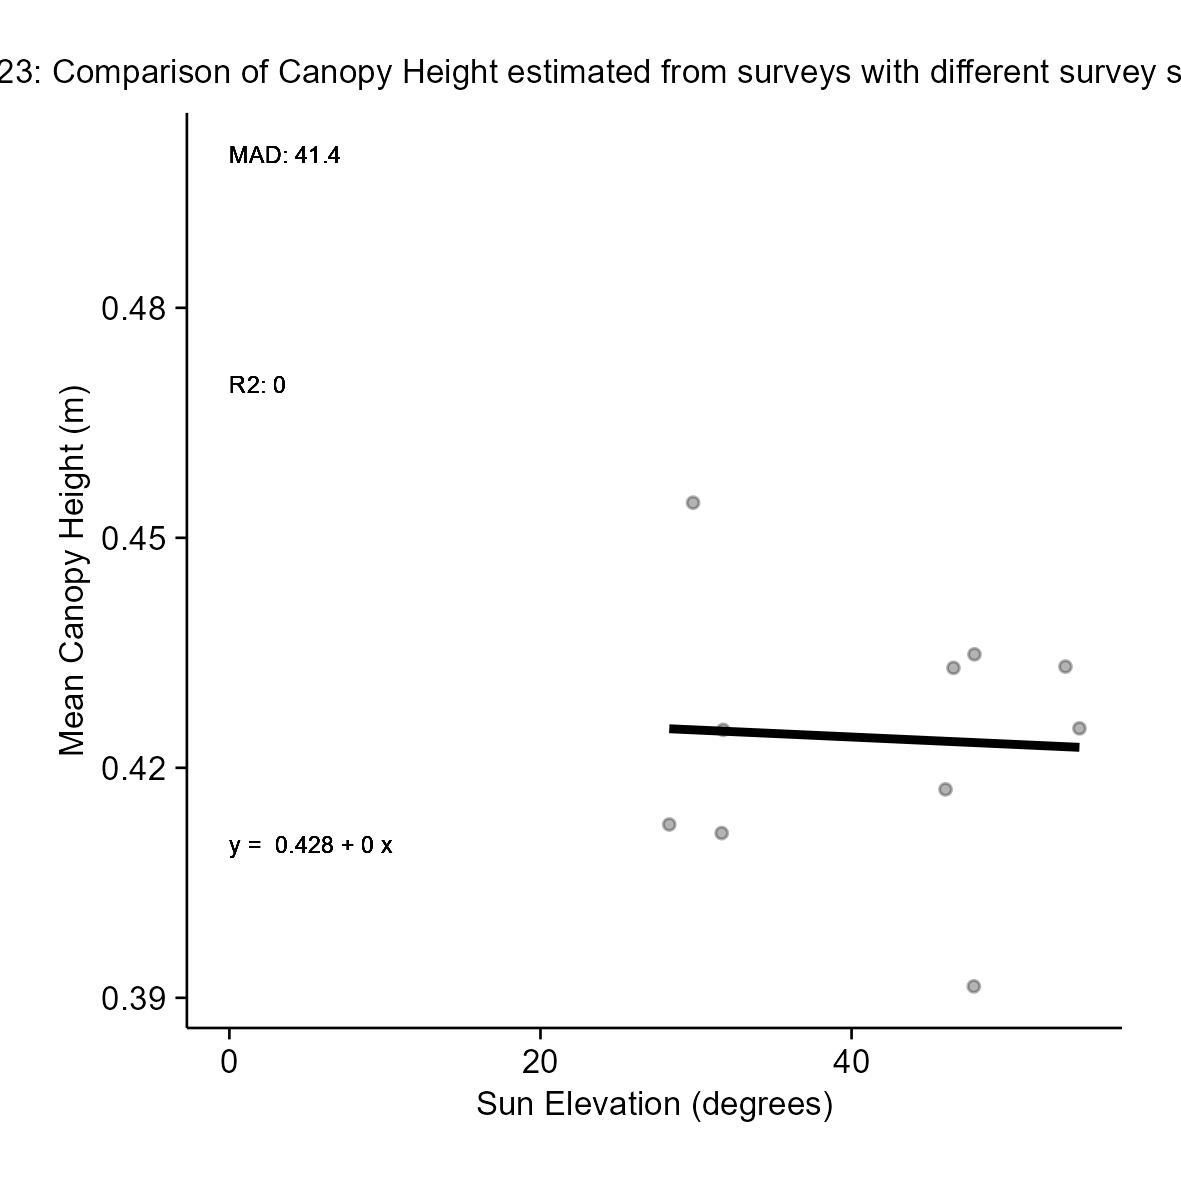 23: Comparison of Canopy Height estimated from surveys with different survey s
MAD: 41.4
R2: 0
y =  0.428 + 0 x
Mean Canopy Height (m)
0.48
0.45
0.42
0.39
0
20
40
Sun Elevation (degrees)